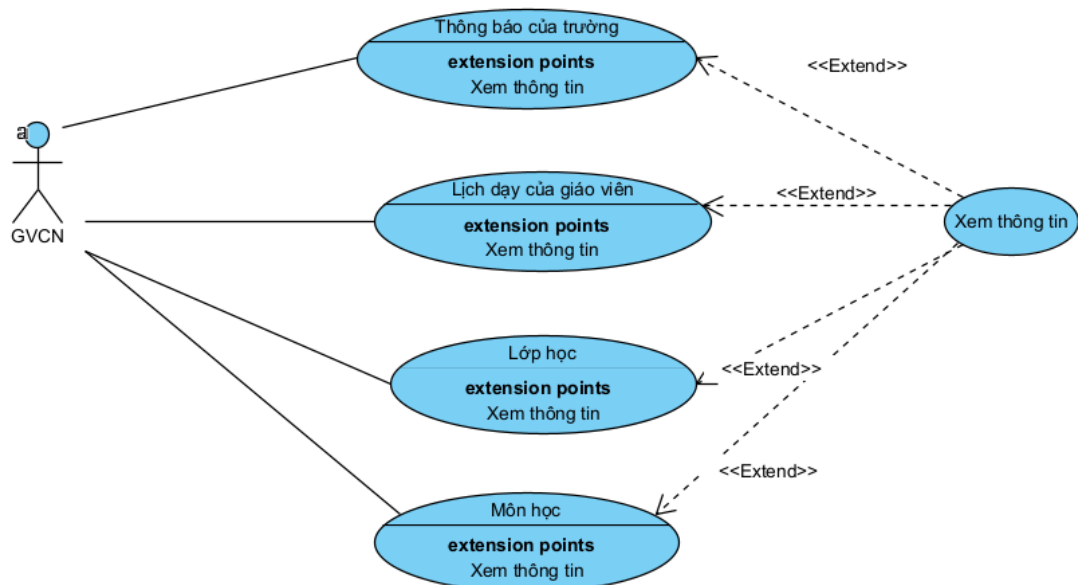 Thông báo của trường
extension points
Xem thông tin
<<Extend>>
a
GVCN
Lịch dạy của giáo viên
extension points
Xem thông tin
<<Extend>>
Xem thông tin
Lớp học
extension points
Xem thông tin
<<Extend>>
<<Extend>>
Môn học
extension points
Xem thông tin